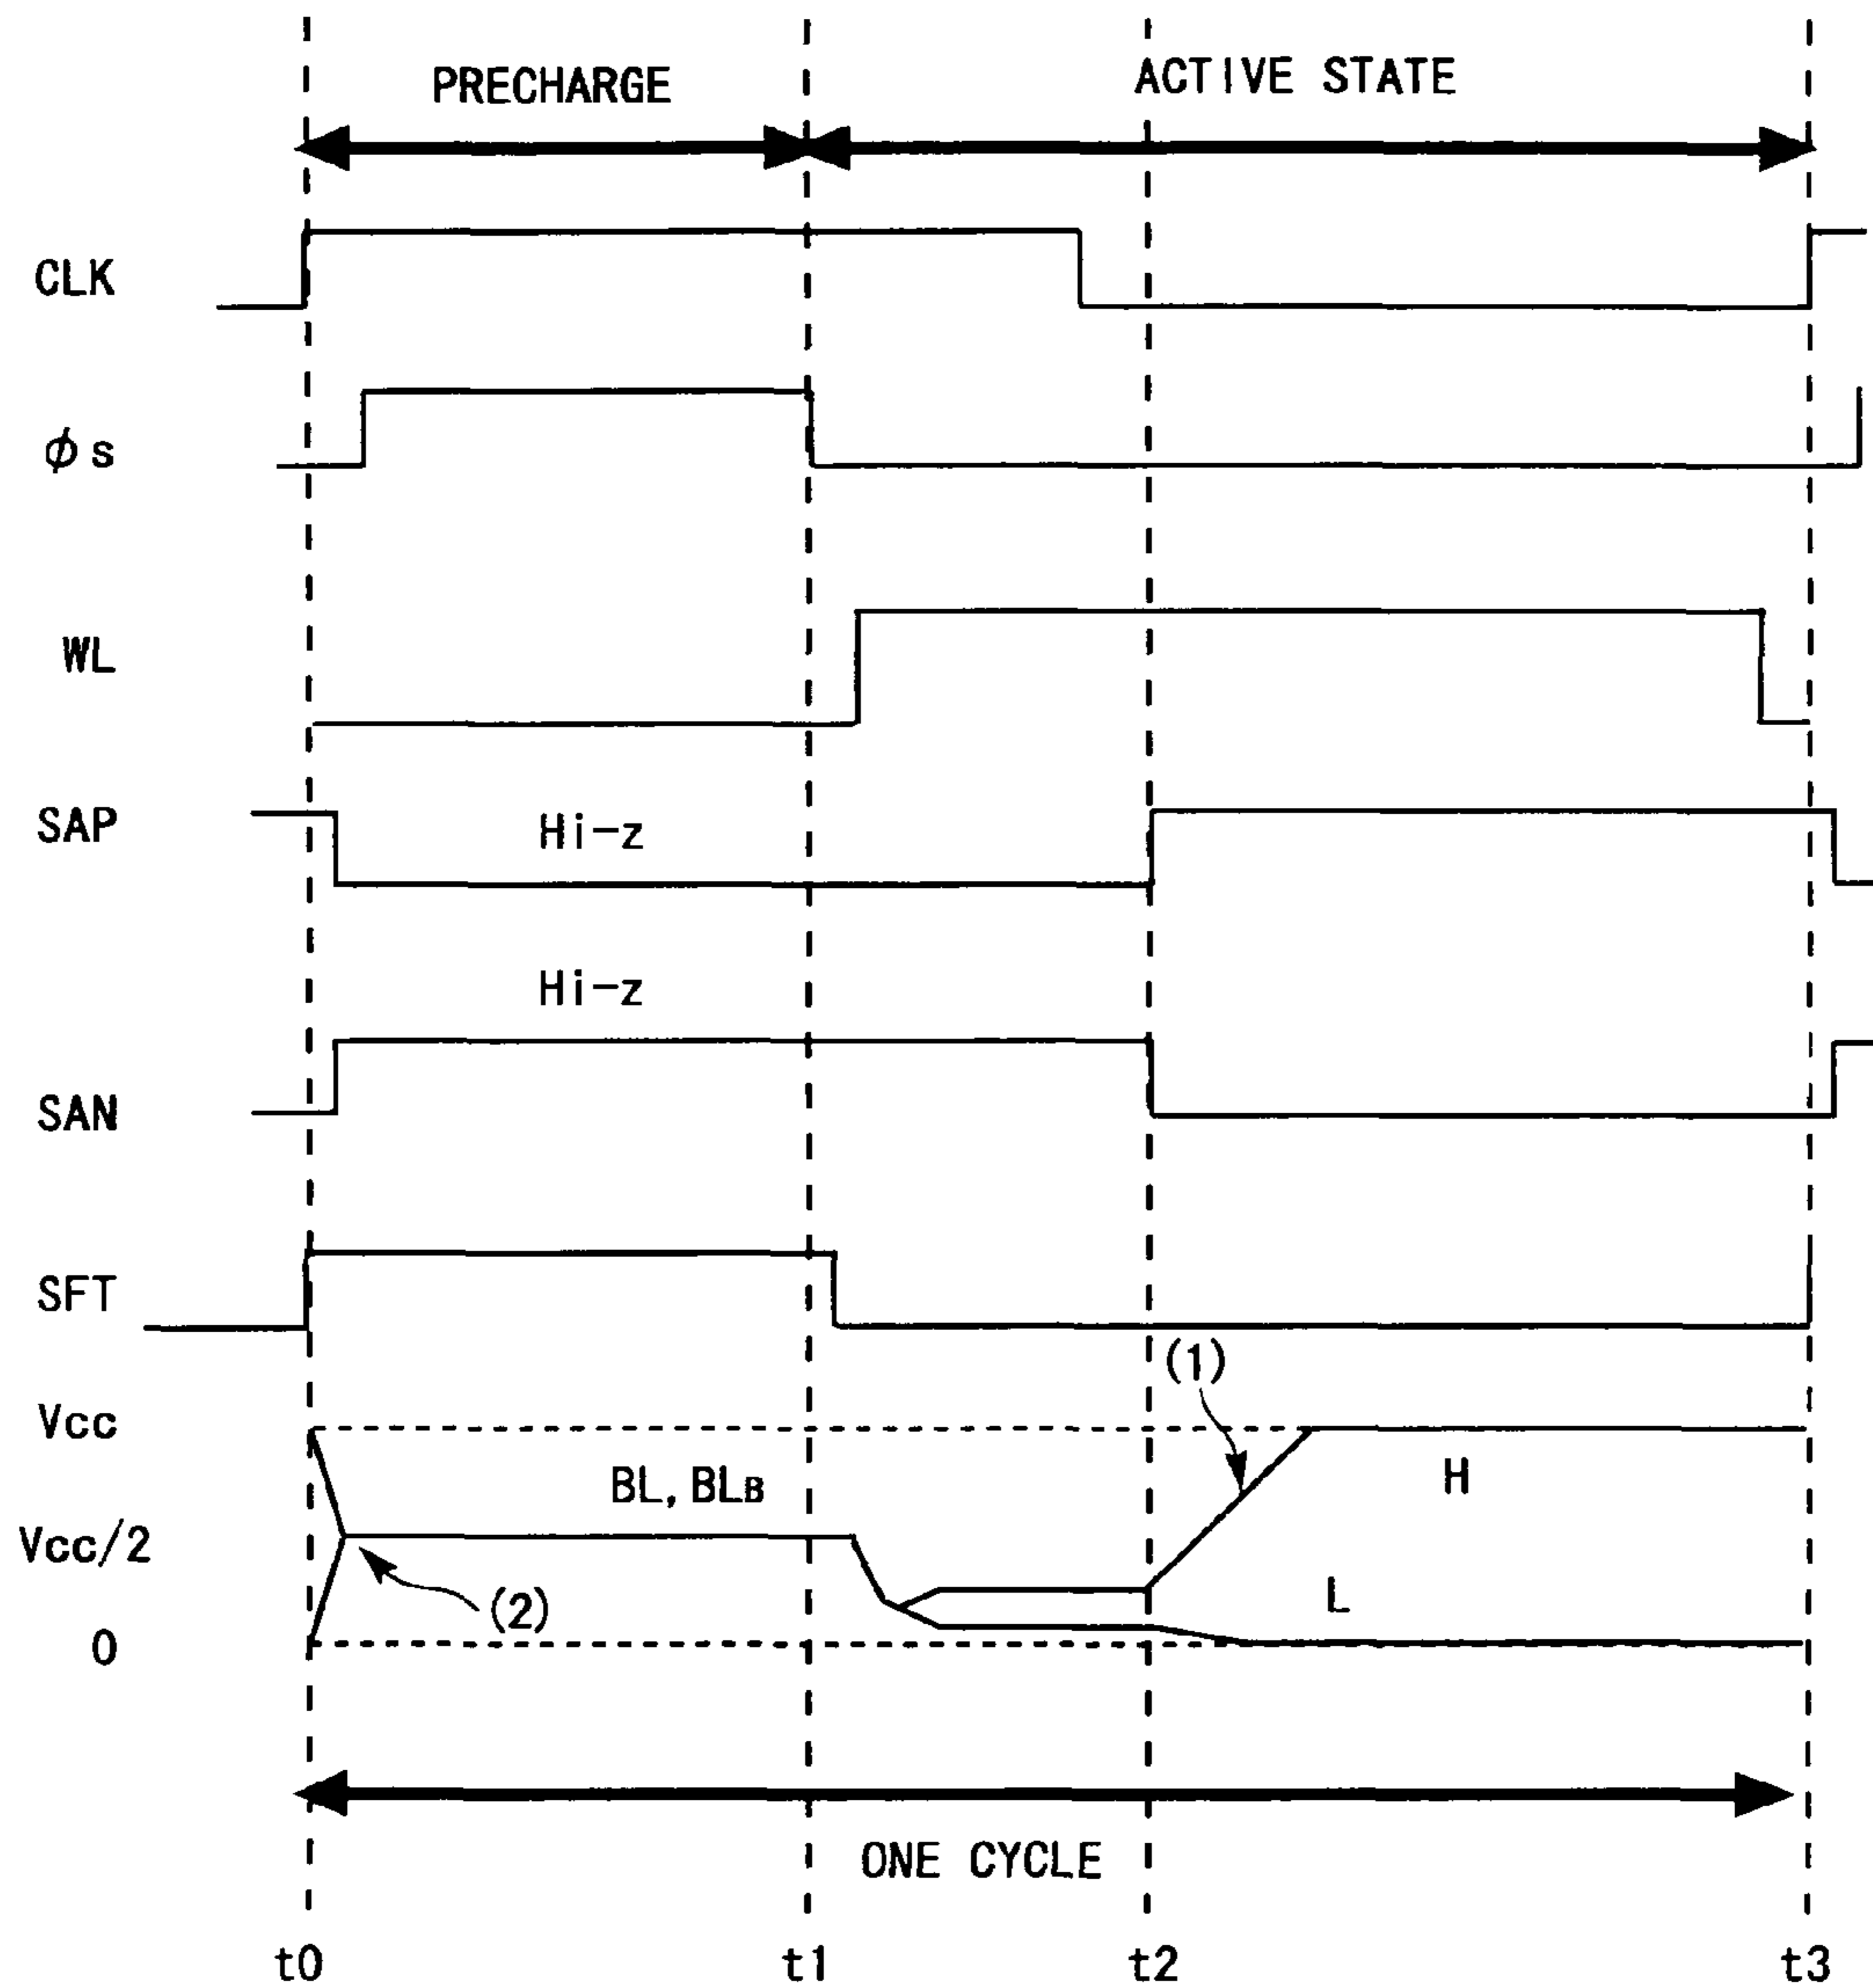 PRECHARGE
ACTIVE STATE
CLK
φs
WL
SAP
Hi-z
Hi-z
SAN
SFT
(1)
Vcc
BL, BLB
H
Vcc/2
(2)
L
0
ONE CYCLE
t0
t1
t2
t3